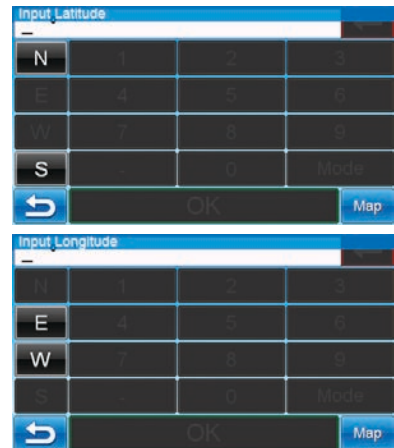 Input Latitude
N 1 2 3
E 4 5 6
W 7 8 9
S - 0 Mode
OK Map
Input Longitude
N 1 2 3
E 4 5 6
W 7 8 9
S - 0 Mode
OK Map